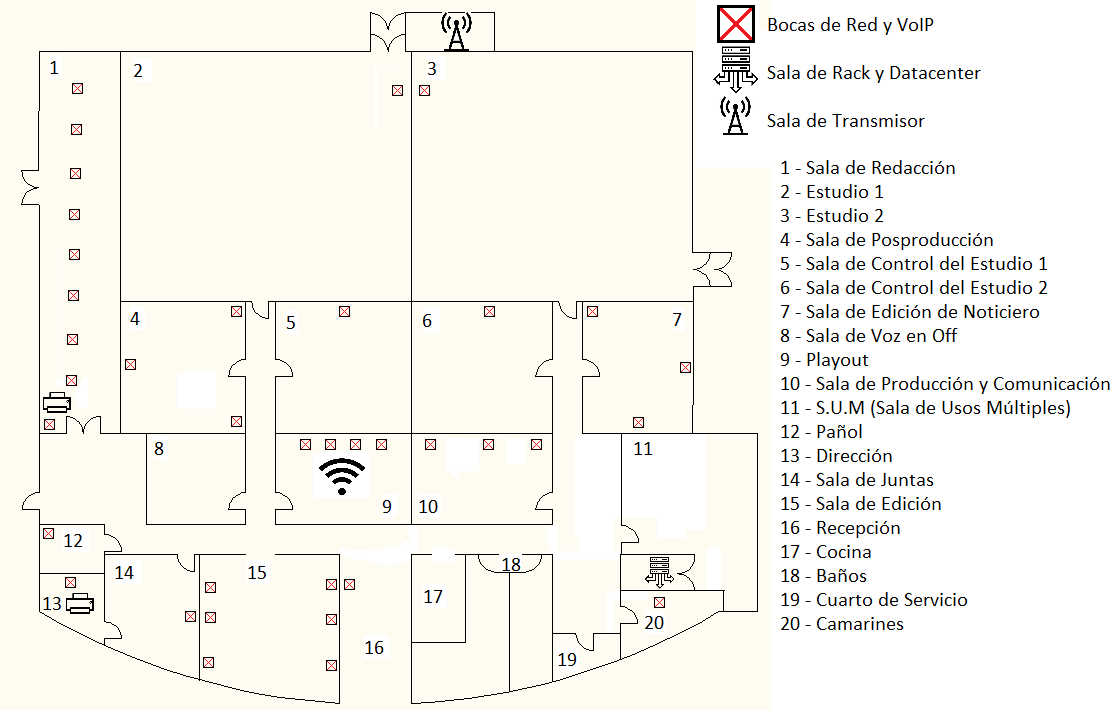 Bocas de Red y VoIP
Sala de Rack y Datacenter
Sala de Transmisor
1 - Sala de Redacción
2 - Estudio 1
3 - Estudio 2
4 - Sala de Posproducción
5 - Sala de Control del Estudio 1
6 - Sala de Control del Estudio 2
7 - Sala de Edición de Noticiero
8 - Sala de Voz en Off
9 - Playout
10 - Sala de Producción y Comunicación
11 - S.U.M (Sala de Usos Múltiples)
12 - Pañol
13 - Dirección
14 - Sala de Juntas
15 - Sala de Edición
16 - Recepción
17 - Cocina
18 - Baños
19 - Cuarto de Servicio
20 - Camarines
1
2
3
4
5
6
7
8
9
10
11
12
13
14
15
16
17
18
19
20